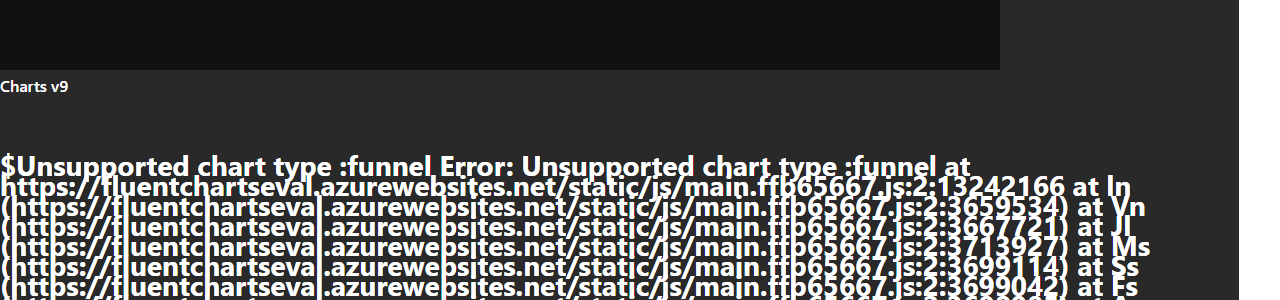 Charts v9
$Unsupported chart type :funnel Error: Unsupported chart type :funnel at
https://fluentchartseval.azurewebsites.net/static/js/main.ffb65667.js:2:13242166 at In
(https://fluentchartseval.azurewebsites.net/static/js/main.ffb65667.js:2:3659534) at Vn
(https://fluentchartseval.azurewebsites.net/static/js/main.ffb65667.js:2:3667721) at Jl
(https://fluentchartseval.azurewebsites.net/static/js/main.ffb65667.js:2:3713927) at Ms
(https://fluentchartseval.azurewebsites.net/static/js/main.ffb65667.js:2:3699114) at Ss
(https://fluentchartseval.azurewebsites.net/static/js/main.ffb65667.js:2:3699042) at Fs